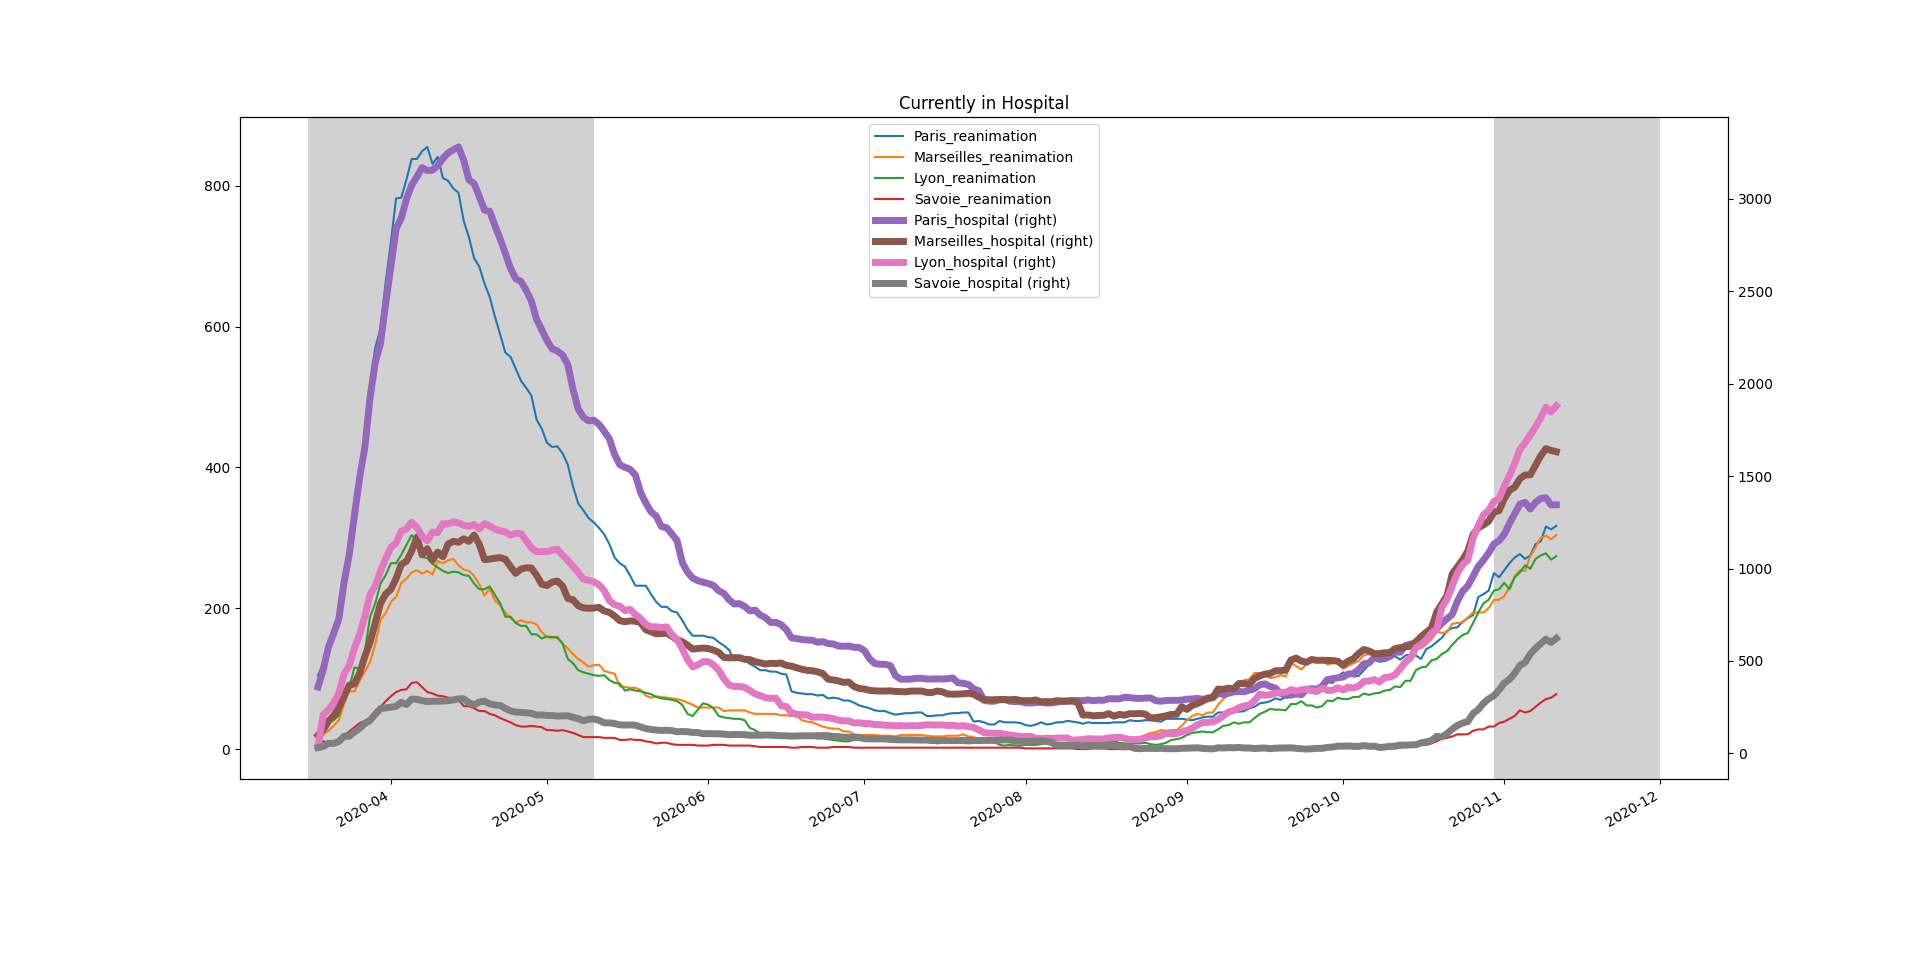 Currently in Hospital
Paris_reanimation
Marseilles_reanimation
Lyon_reanimation
Savoie_reanimation
Paris_hospital (right)
Marseilles_hospital (right)
Lyon_hospital (right)
Savoie_hospital (right)
800
600
400
200
0
3000
2500
2000
1500
1000
500
0
2020-04
2020-05
2020-06
2020-07
2020-08
2020-09
2020-10
2020-11
2020-12